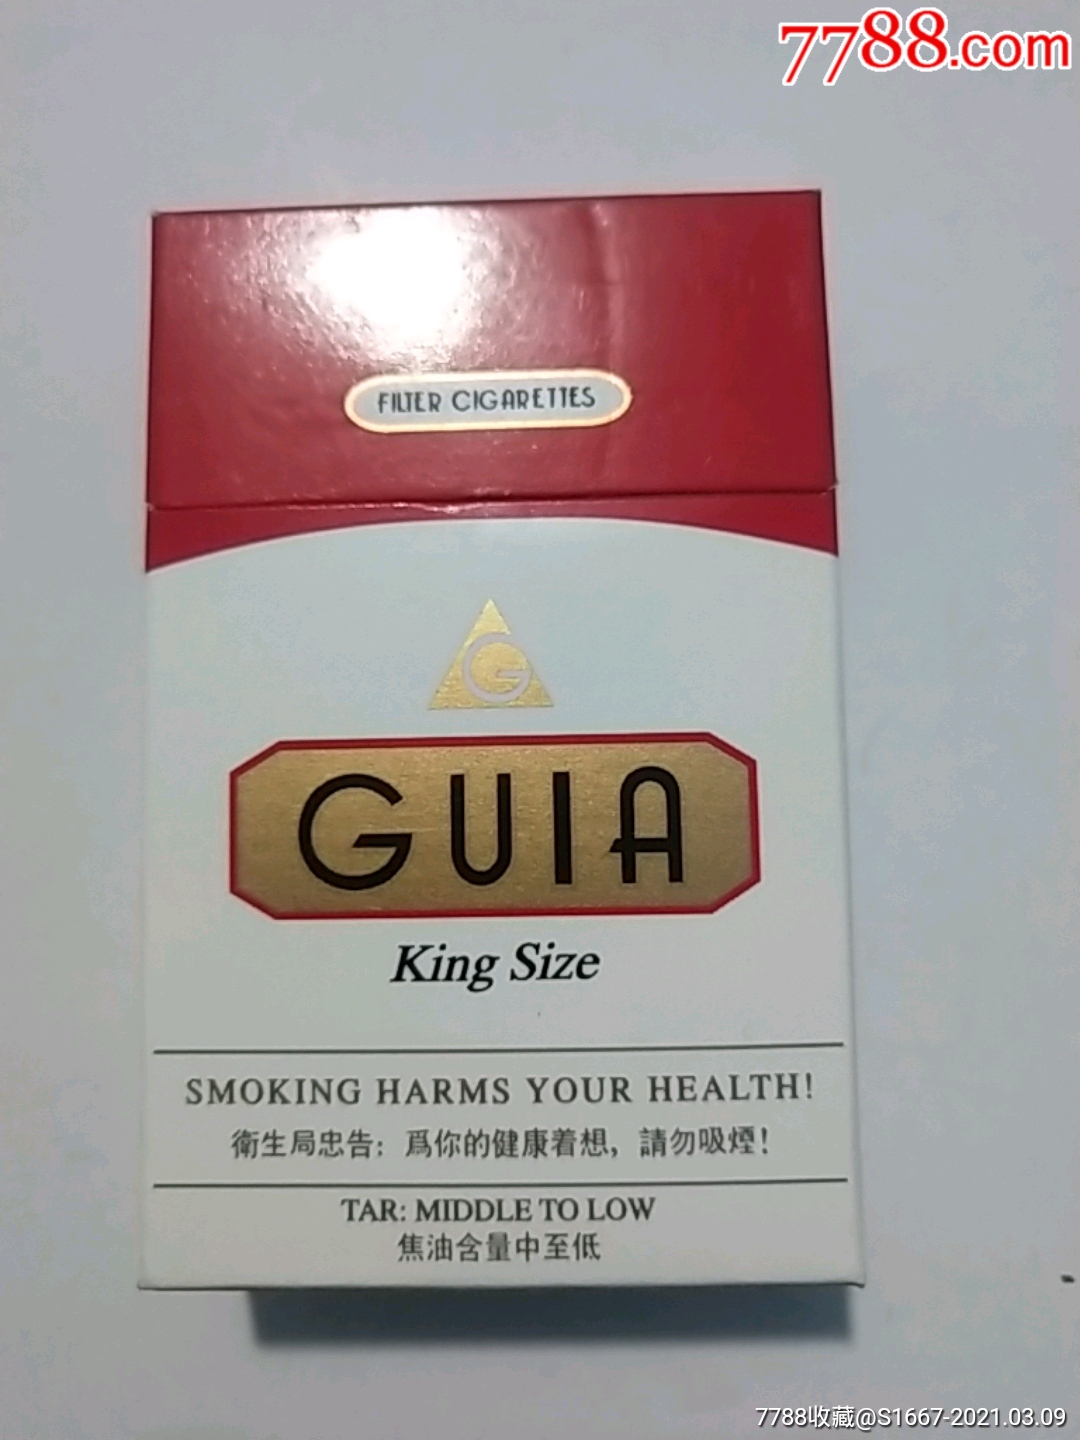 7788.com
FILTER CIGARETTES
G
GUIA
King Size
SMOKING HARMS YOUR HEALTH!
衛生局忠告：爲你的健康着想，請勿吸煙！
TAR: MIDDLE TO LOW
焦油含量中至低
7788收藏@S1667-2021.03.09